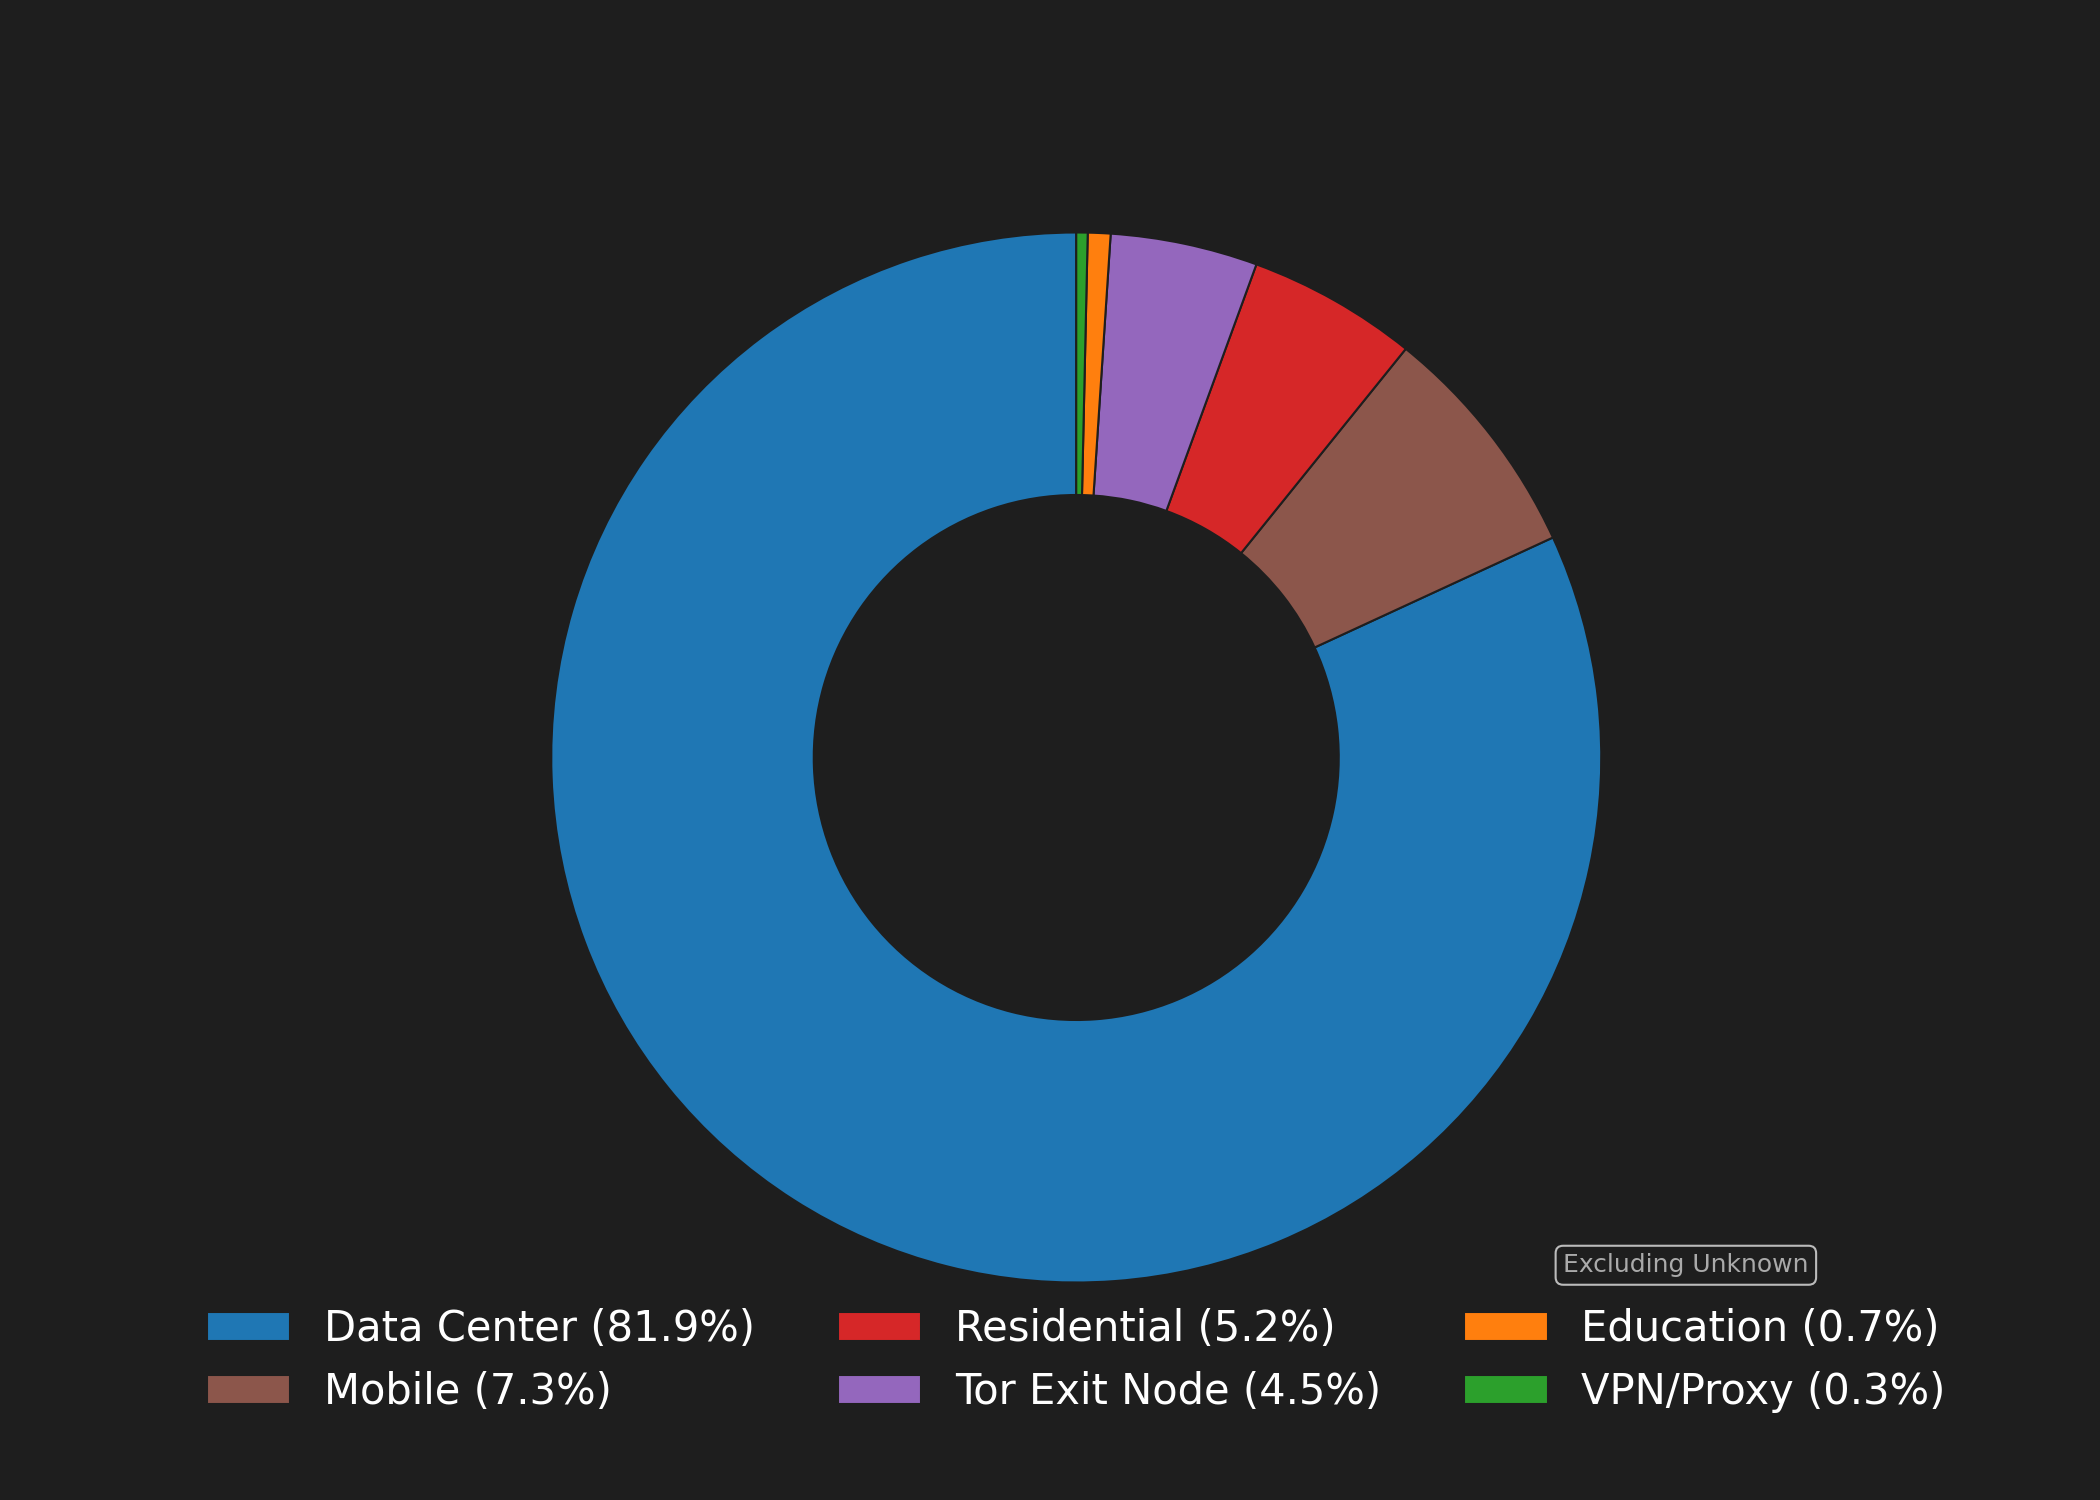 Excluding Unknown
Data Center (81.9%)
Mobile (7.3%)
Residential (5.2%)
Tor Exit Node (4.5%)
Education (0.7%)
VPN/Proxy (0.3%)